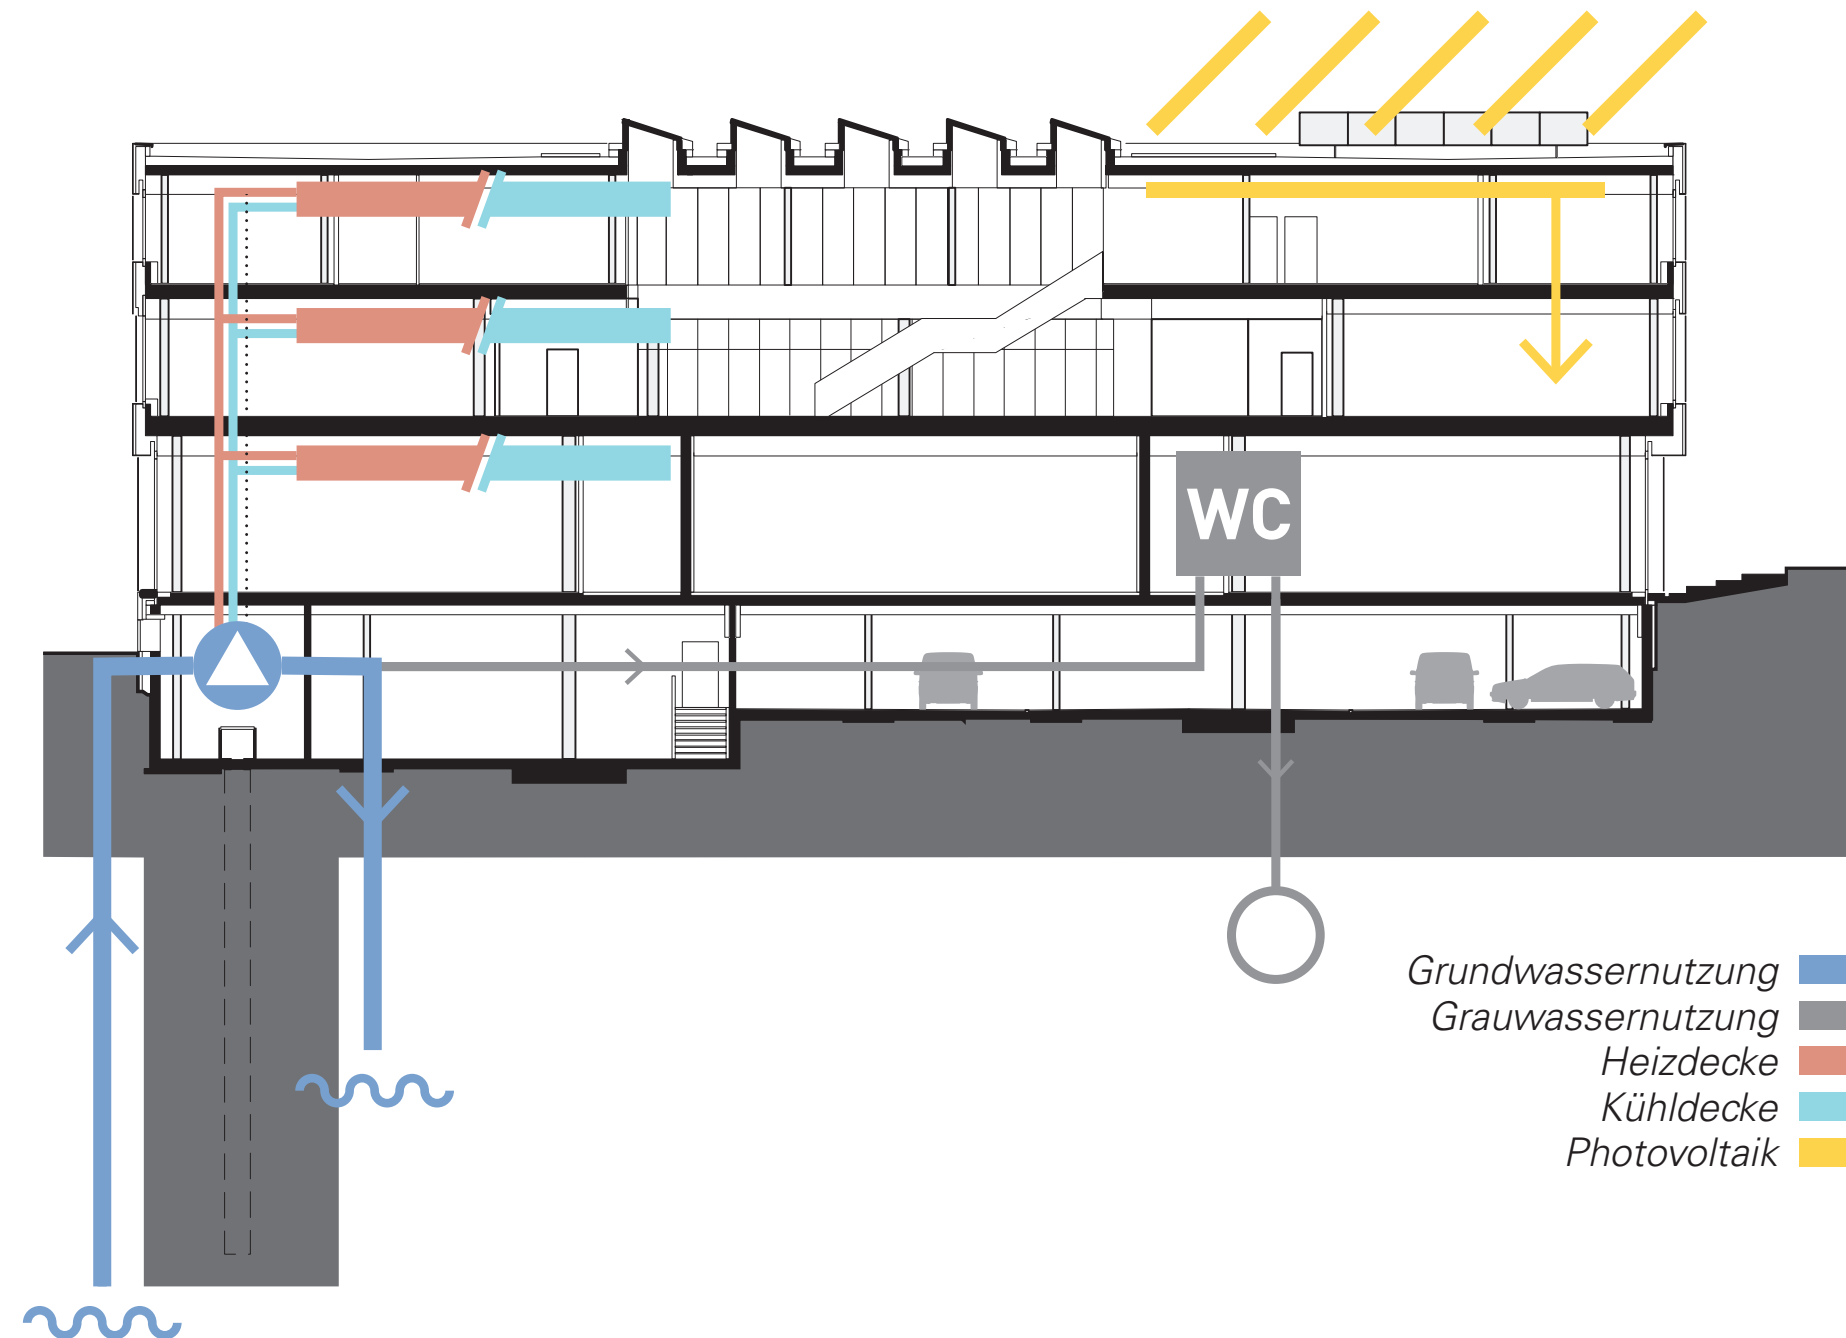 WC
Grundwassernutzung
Grauwassernutzung
Heizdecke
Kühldecke
Photovoltaik